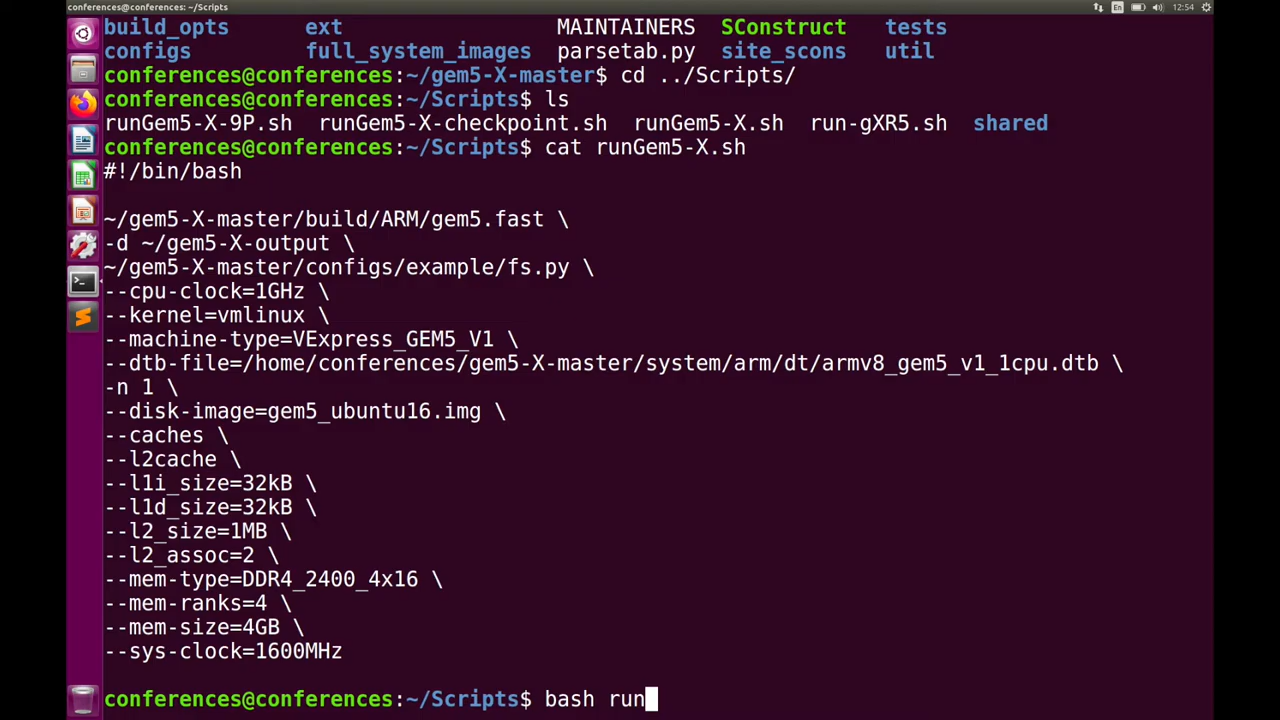 conferences@conferences: ~/Scripts
En
12:54
build_opts ext MAINTAINERS SConstruct tests
configs full_system_images parsetab.py site_scons util
conferences@conferences:~/gem5-X-master$ cd ../Scripts/
conferences@conferences:~/Scripts$ ls
runGem5-X-9P.sh runGem5-X-checkpoint.sh runGem5-X.sh run-gXR5.sh shared
conferences@conferences:~/Scripts$ cat runGem5-X.sh
#!/bin/bash
~/gem5-X-master/build/ARM/gem5.fast \
-d ~/gem5-X-output \
~/gem5-X-master/configs/example/fs.py \
--cpu-clock=1GHz \
--kernel=vmlinux \
--machine-type=VExpress_GEM5_V1 \
--dtb-file=/home/conferences/gem5-X-master/system/arm/dt/armv8_gem5_v1_1cpu.dtb \
-n 1 \
--disk-image=gem5_ubuntu16.img \
--caches \
--l2cache \
--l1i_size=32kB \
--l1d_size=32kB \
--l2_size=1MB \
--l2_assoc=2 \
--mem-type=DDR4_2400_4x16 \
--mem-ranks=4 \
--mem-size=4GB \
--sys-clock=1600MHz
conferences@conferences:~/Scripts$ bash run